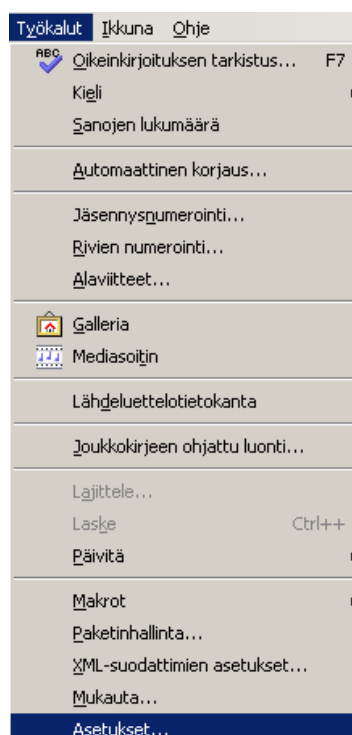 Työkalut Ikkuna Ohje
ABC Oikeinkirjoituksen tarkistus... F7
Kieli
Sanojen lukumäärä
Automaattinen korjaus...
Jäsennysnumerointi...
Rivien numerointi...
Alaviitteet...
Galleria
Mediasoitin
Lähdeluettelotietokanta
Joukkokirjeen ohjattu luonti...
Lajittele...
Laske Ctrl++
Päivitä
Makrot
Paketinhallinta...
XML-suodattimien asetukset...
Mukauta...
Asetukset...